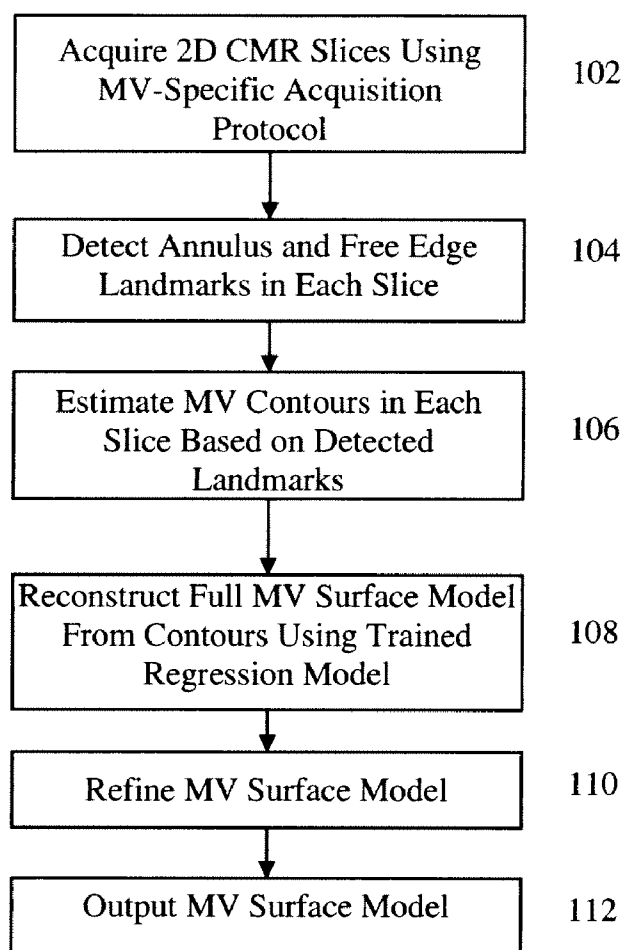 Acquire 2D CMR Slices Using
MV-Specific Acquisition
Protocol
102
Detect Annulus and Free Edge
Landmarks in Each Slice
104
Estimate MV Contours in Each
Slice Based on Detected
Landmarks
106
Reconstruct Full MV Surface Model
From Contours Using Trained
Regression Model
108
Refine MV Surface Model
110
Output MV Surface Model
112